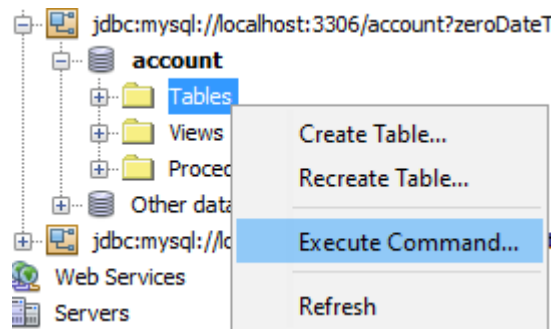 jdbc:mysql://localhost:3306/account?zeroDateT
account
Tables
Views
Proced
Other data
jdbc:mysql://lo
Create Table...
Recreate Table...
Execute Command...
Refresh
Web Services
Servers